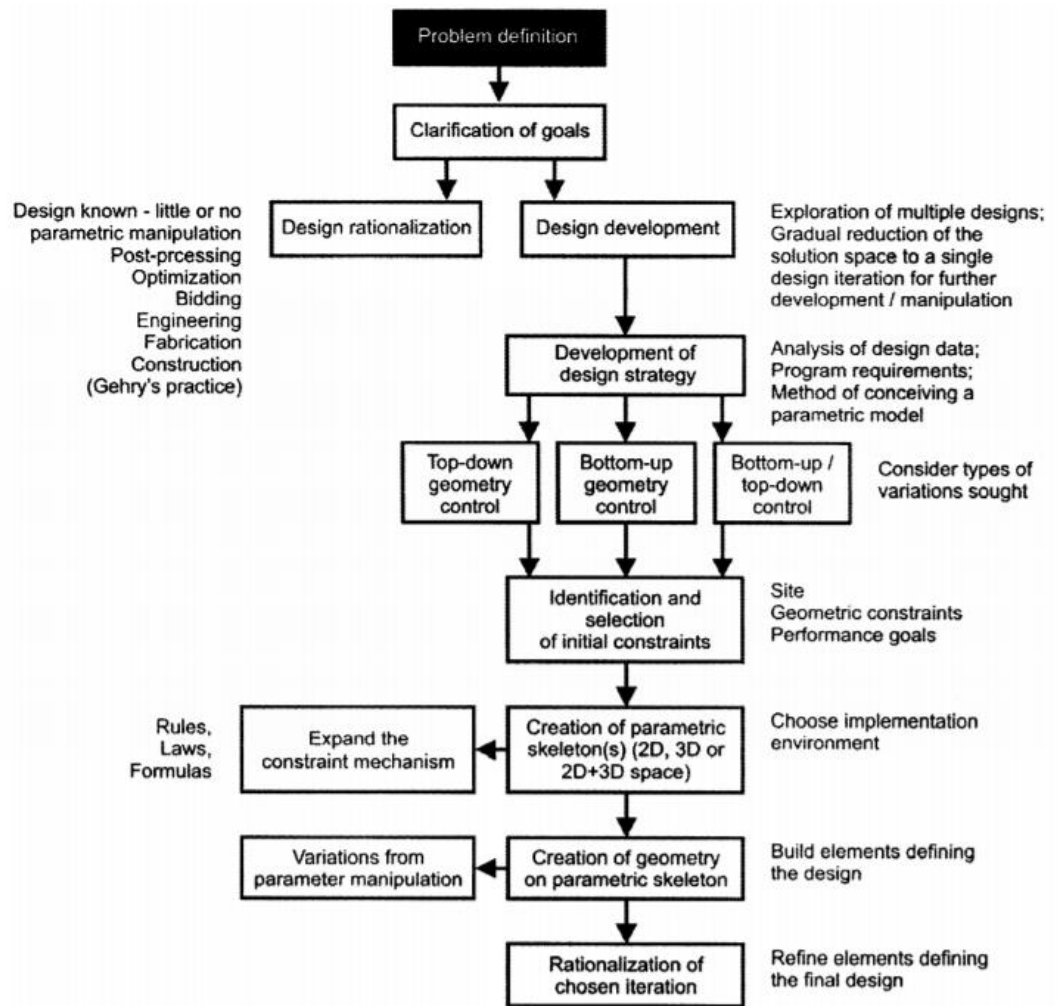 Problem definition
Clarification of goals
Design known - little or no
parametric manipulation
Post-prcessing
Optimization
Bidding
Engineering
Fabrication
Construction
(Gehry's practice)
Design rationalization
Design development
Exploration of multiple designs;
Gradual reduction of the
solution space to a single
design iteration for further
development / manipulation
Development of
design strategy
Analysis of design data;
Program requirements;
Method of conceiving a
parametric model
Top-down
geometry
control
Bottom-up
geometry
control
Bottom-up /
top-down
control
Consider types of
variations sought
Identification and
selection
of initial constraints
Site
Geometric constraints
Performance goals
Rules,
Laws,
Formulas
Expand the
constraint mechanism
Creation of parametric
skeleton(s) (2D, 3D or
2D+3D space)
Choose implementation
environment
Variations from
parameter manipulation
Creation of geometry
on parametric skeleton
Build elements defining
the design
Rationalization of
chosen iteration
Refine elements defining
the final design